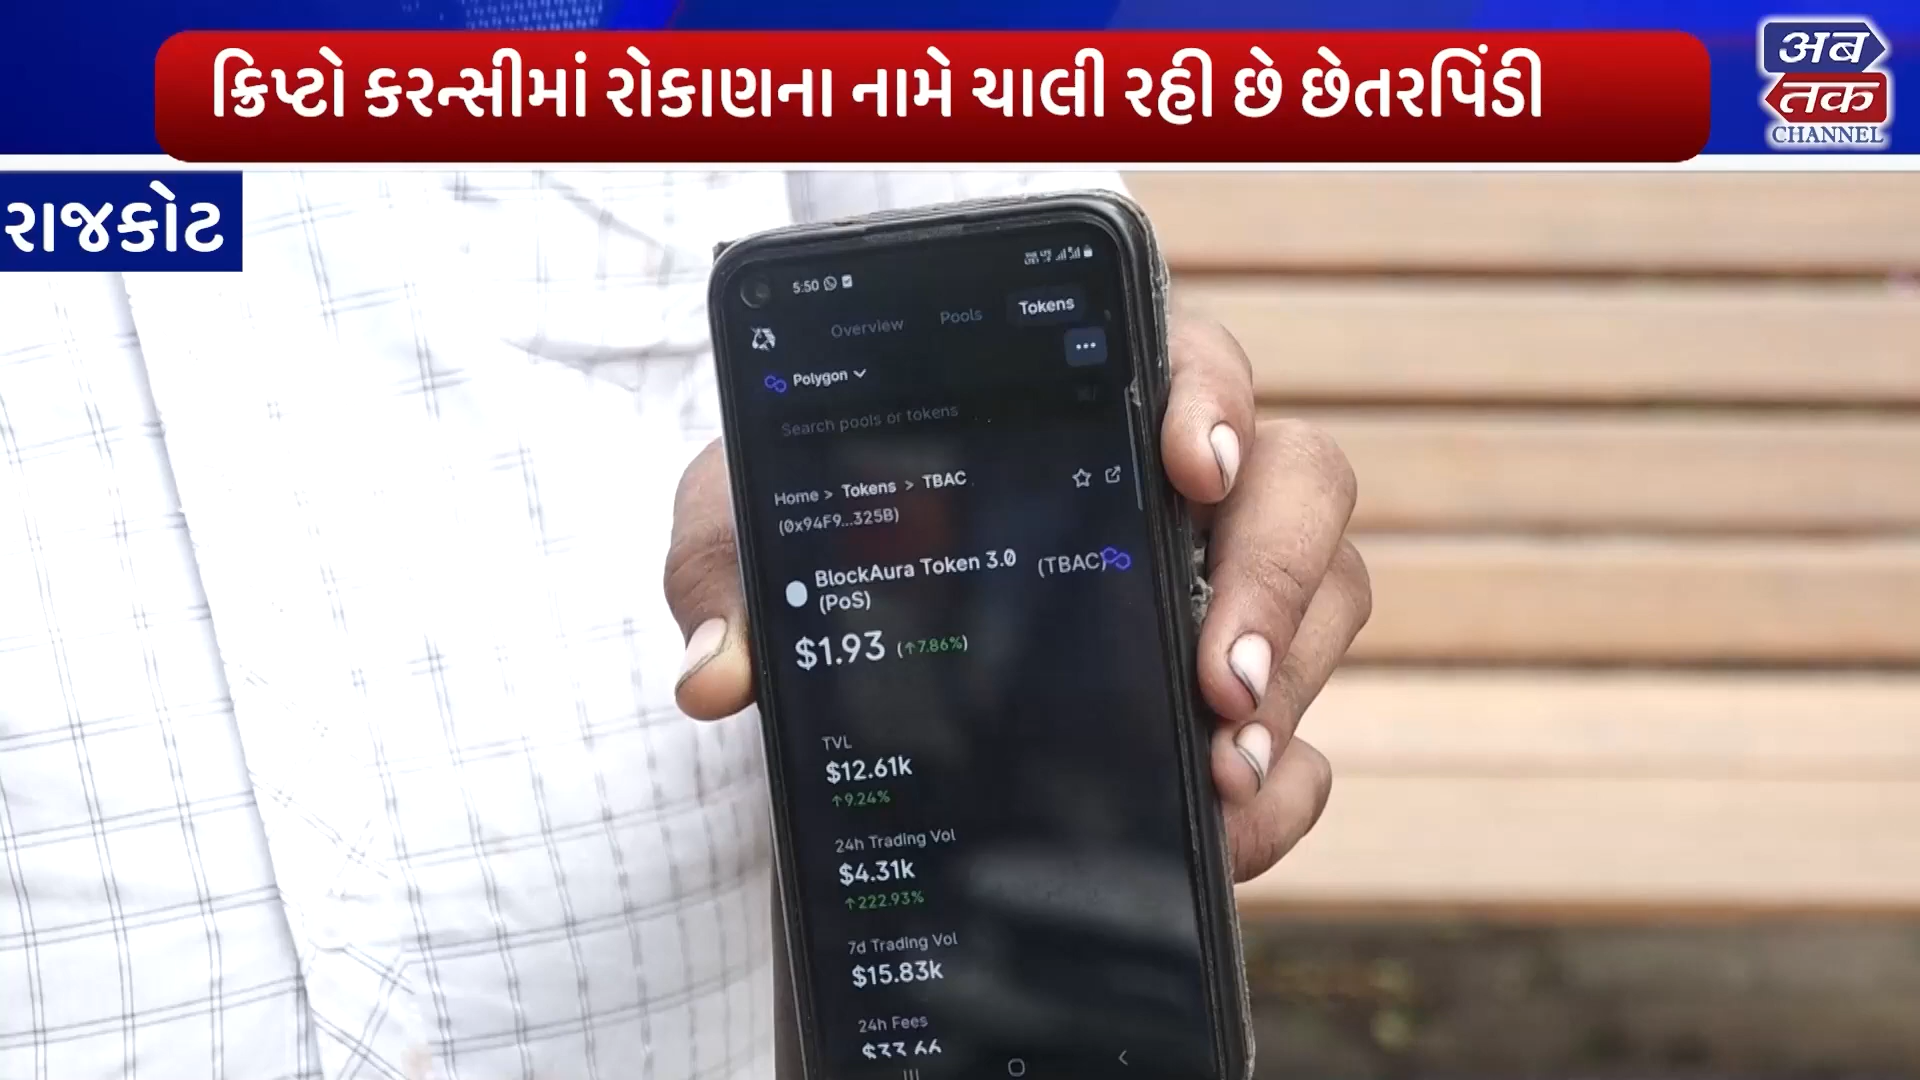 ક્રિપ્ટો કરન્સીમાં રોકાણના નામે ચાલી રહી છે છેતરપિંડી
अब
तक
CHANNEL
રાજકોટ
5:50
Overview Pools Tokens
Polygon
Search pools or tokens
Home > Tokens > TBAC
(0x94F9...325B)
BlockAura Token 3.0 (TBAC)
(PoS)
$1.93 (↑7.86%)
TVL
$12.61k
↑9.24%
24h Trading Vol
$4.31k
↑222.93%
7d Trading Vol
$15.83k
24h Fees